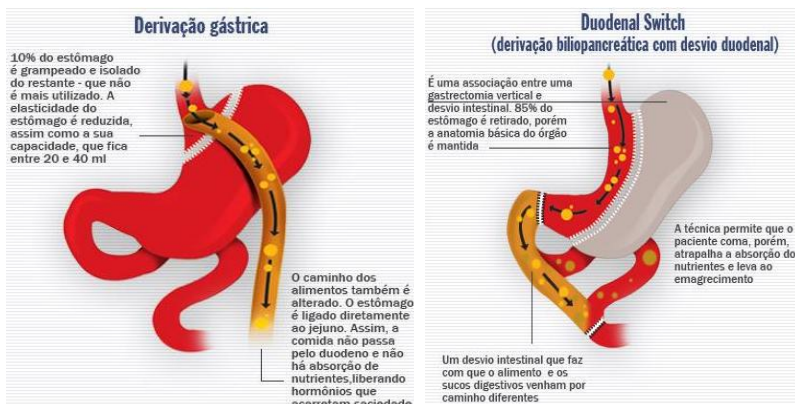 Derivação gástrica
10% do estômago
é grampeado e isolado
do restante - que não
é mais utilizado. A
elasticidade do
estômago é reduzida,
assim como a sua
capacidade, que fica
entre 20 e 40 ml
O caminho dos
alimentos também é
alterado. O estômago
é ligado diretamente
ao jejuno. Assim, a
comida não passa
pelo duodeno e não
há absorção de
nutrientes,liberando
hormônios que
acarretam saciedade
Duodenal Switch
(derivação biliopancreática com desvio duodenal)
É uma associação entre uma
gastrectomia vertical e
desvio intestinal. 85% do
estômago é retirado, porém
a anatomia básica do órgão
é mantida
A técnica permite que o
paciente coma, porém,
atrapalha a absorção do
nutrientes e leva ao
emagrecimento
Um desvio intestinal que faz
com que o alimento e os
sucos digestivos venham por
caminho diferentes